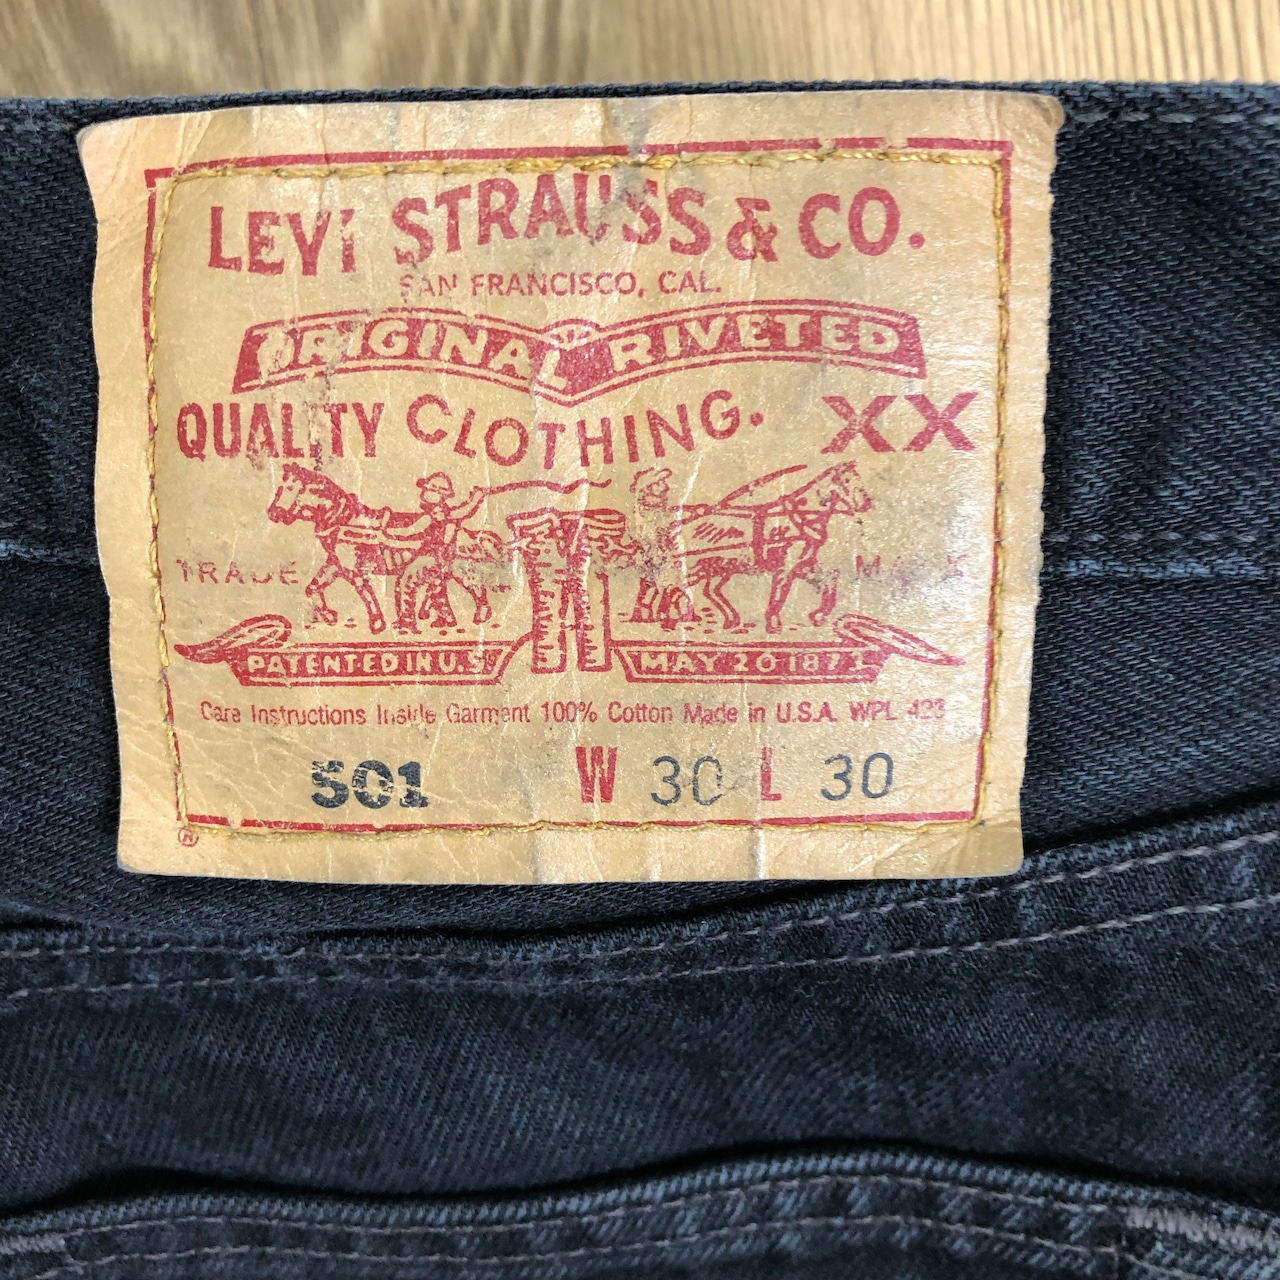 LEVI STRAUSS & CO.
SAN FRANCISCO, CAL.
ORIGINAL RIVETED
QUALITY CLOTHING. XX
TRADE MARK
PATENTED IN U.S. MAY 20 1873
Care Instructions Inside Garment 100% Cotton Made in U.S.A. WPL 423
501 W 30 L 30
®